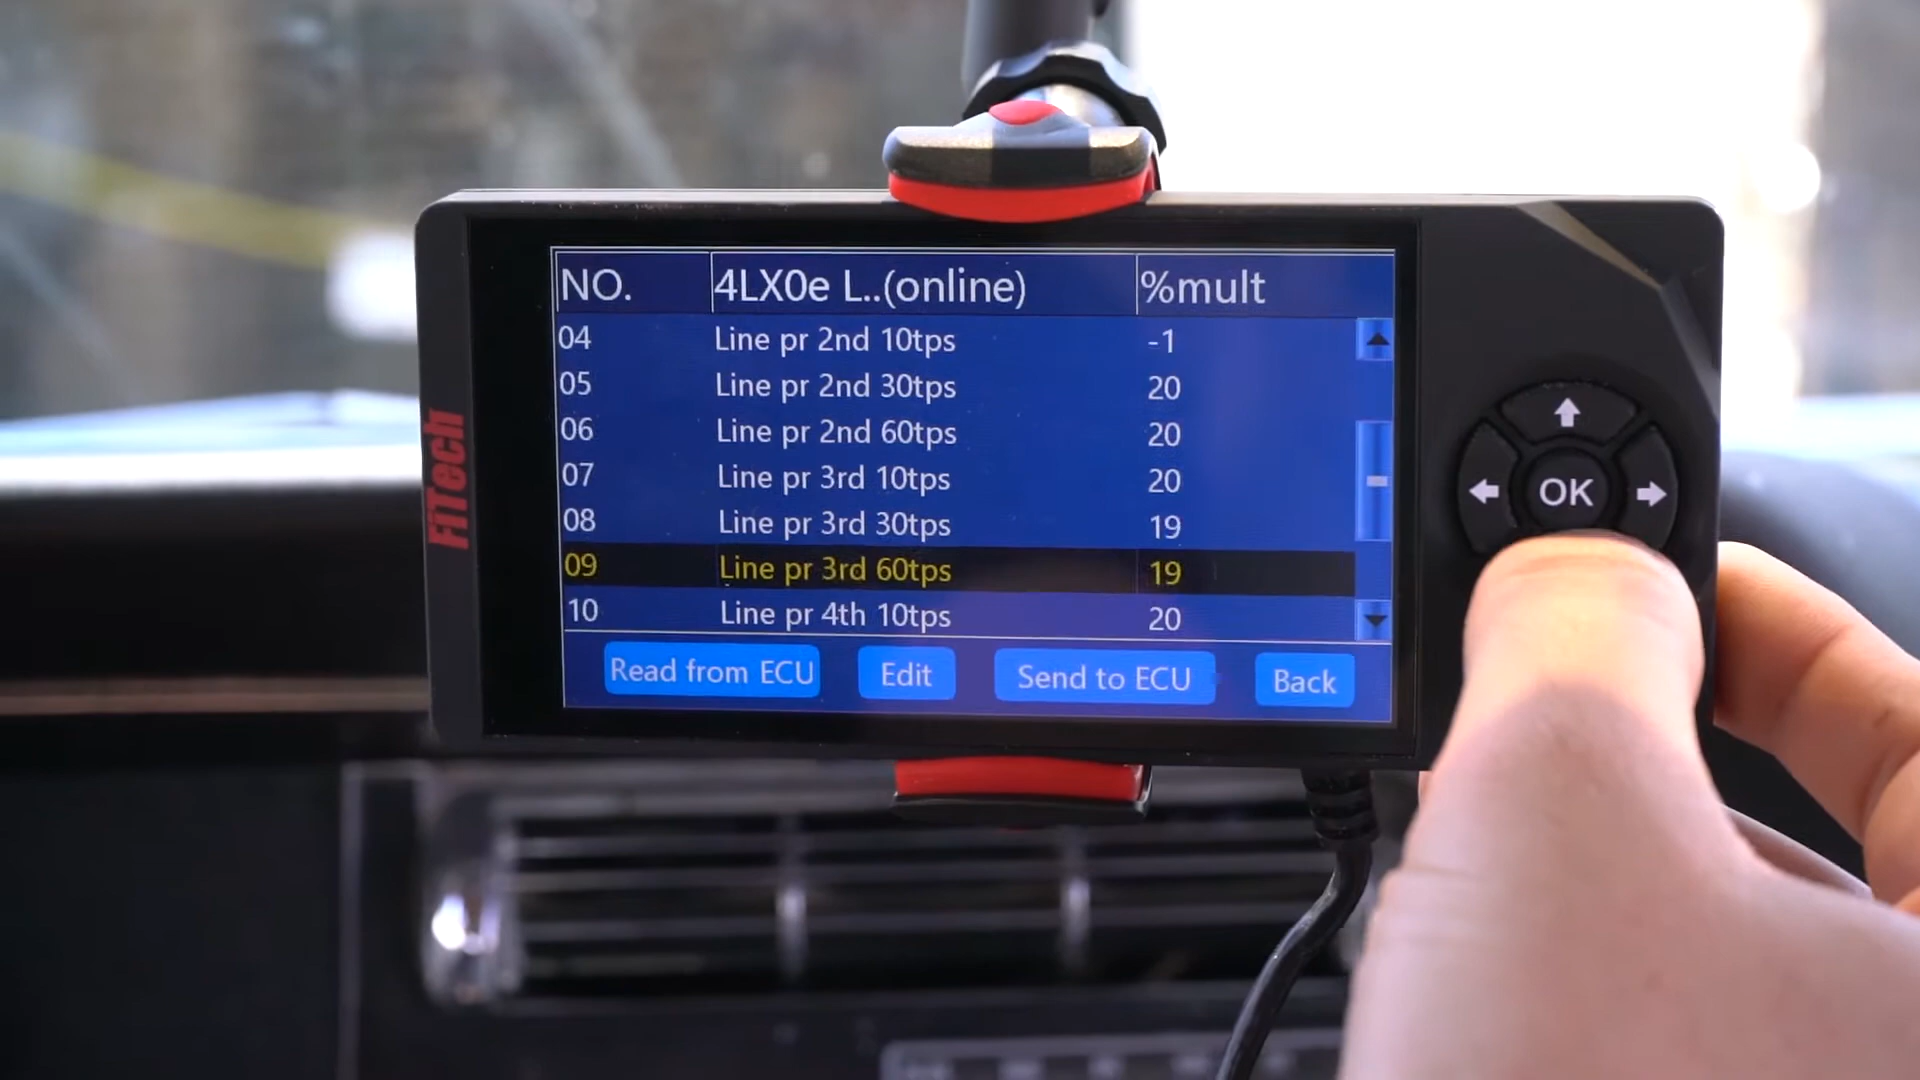 NO. 4LX0e L..(online) %mult
04 Line pr 2nd 10tps -1
05 Line pr 2nd 30tps 20
06 Line pr 2nd 60tps 20
07 Line pr 3rd 10tps 20
08 Line pr 3rd 30tps 19
09 Line pr 3rd 60tps 19
10 Line pr 4th 10tps 20
Read from ECU Edit Send to ECU Back
FiTech
OK